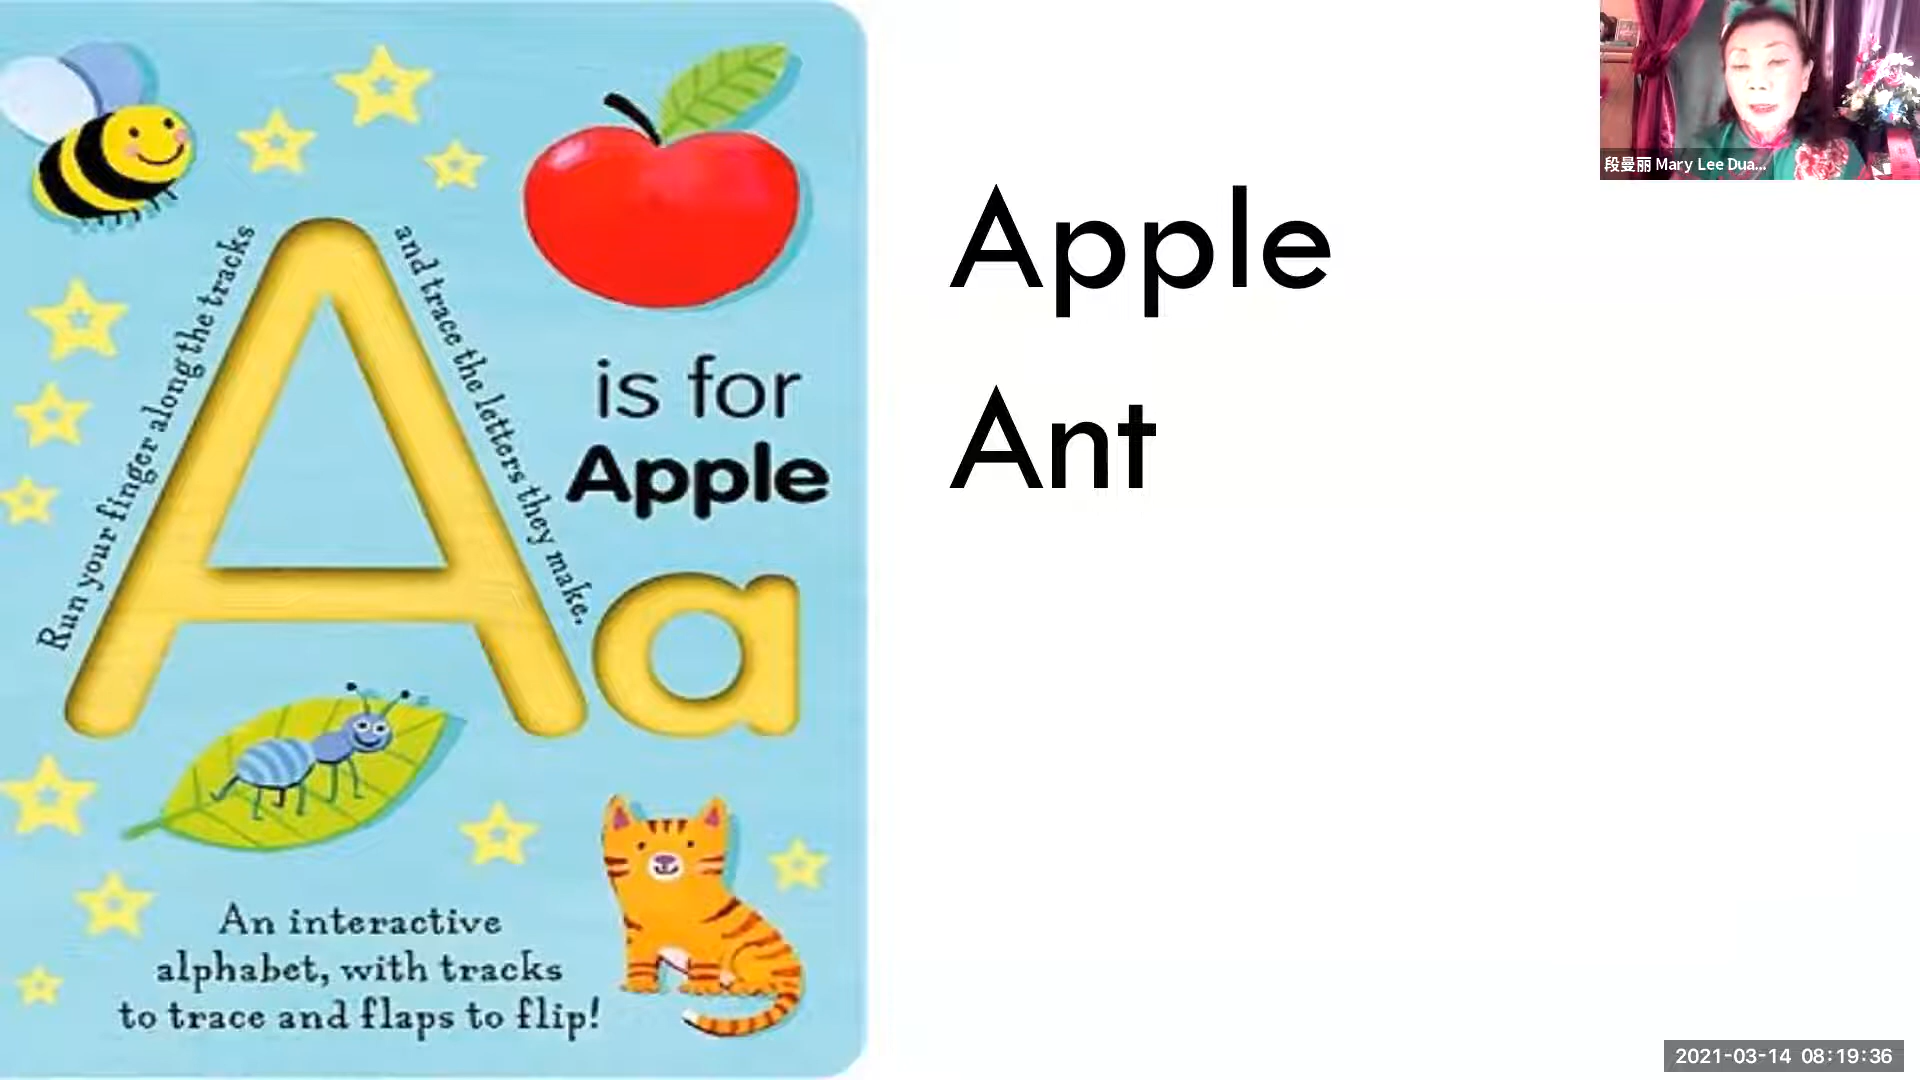 Run your finger along the tracks
and trace the letters they make.
A
is for
Apple
a
An interactive
alphabet, with tracks
to trace and flaps to flip!
Apple
Ant
段曼丽 Mary Lee Dua...
2021-03-14 08:19:36